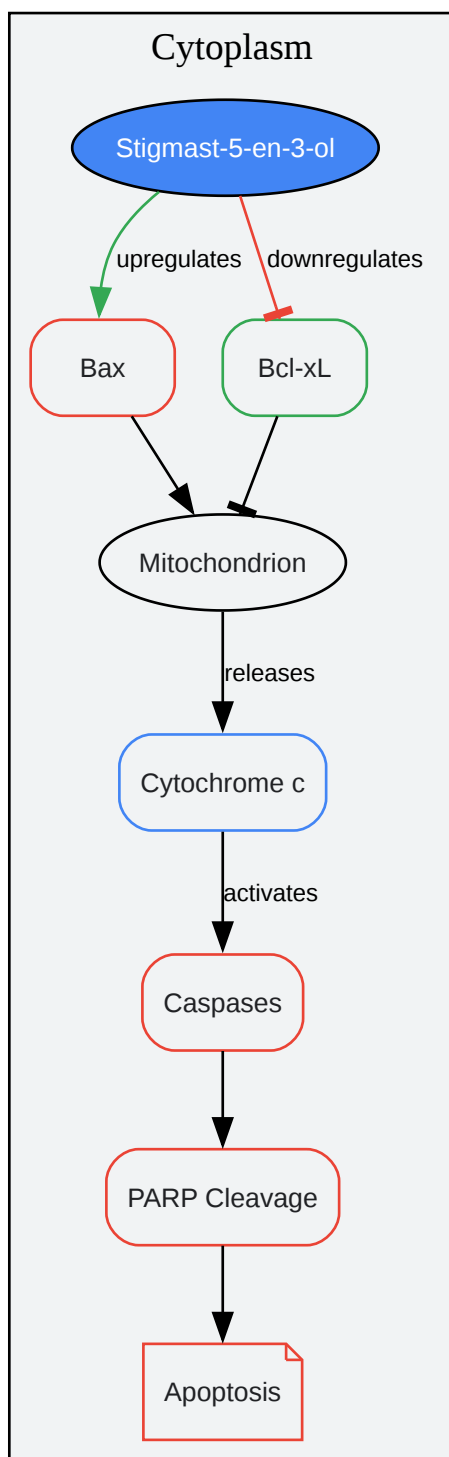 Cytoplasm
Stigmast-5-en-3-ol
upregulates
downregulates
Bax
Bcl-xL
Mitochondrion
releases
Cytochrome c
activates
Caspases
PARP Cleavage
Apoptosis